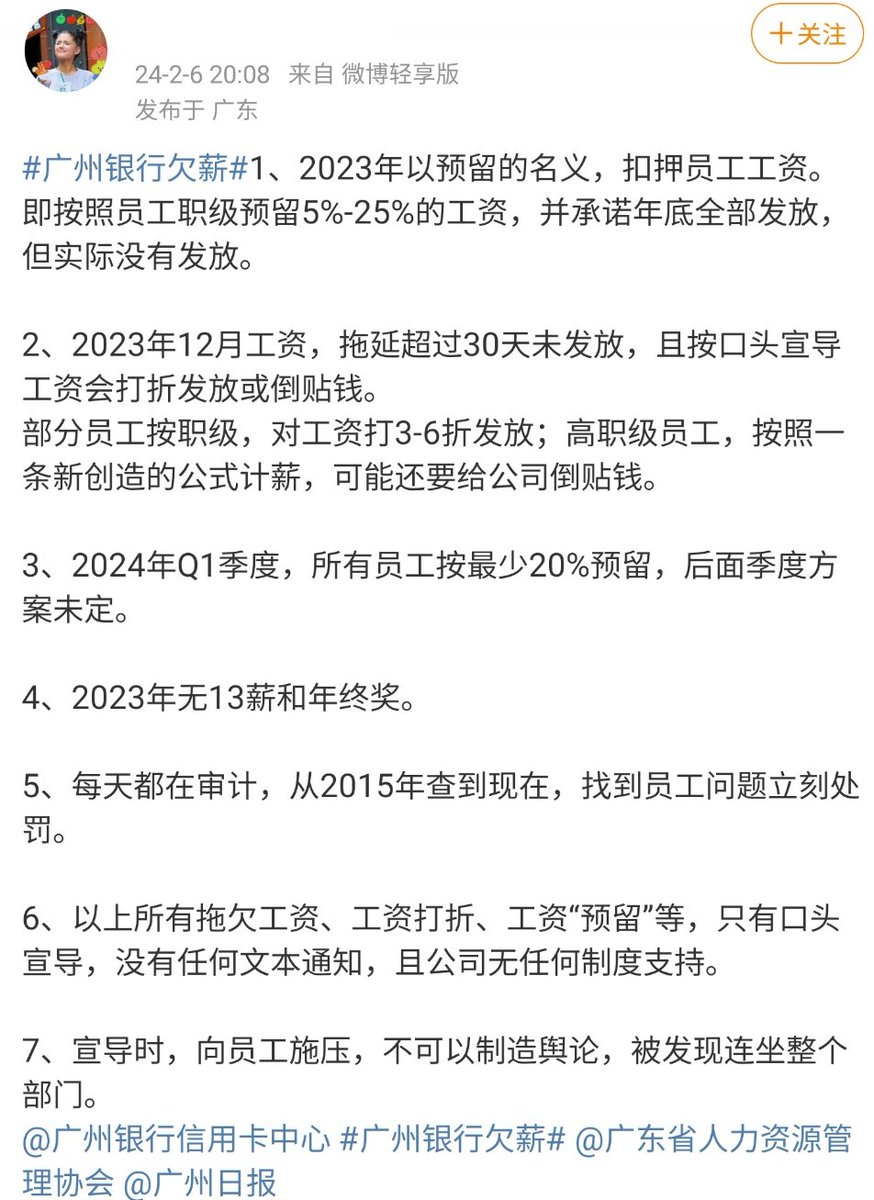 +关注
24-2-6 20:08 来自 微博轻享版
发布于 广东
#广州银行欠薪#1、2023年以预留的名义，扣押员工工资。
即按照员工职级预留5%-25%的工资，并承诺年底全部发放，
但实际没有发放。
2、2023年12月工资，拖延超过30天未发放，且按口头宣导
工资会打折发放或倒贴钱。
部分员工按职级，对工资打3-6折发放；高职级员工，按照一
条新创造的公式计薪，可能还要给公司倒贴钱。
3、2024年Q1季度，所有员工按最少20%预留，后面季度方
案未定。
4、2023年无13薪和年终奖。
5、每天都在审计，从2015年查到现在，找到员工问题立刻处
罚。
6、以上所有拖欠工资、工资打折、工资“预留”等，只有口头
宣导，没有任何文本通知，且公司无任何制度支持。
7、宣导时，向员工施压，不可以制造舆论，被发现连坐整个
部门。
@广州银行信用卡中心 #广州银行欠薪# @广东省人力资源管
理协会 @广州日报